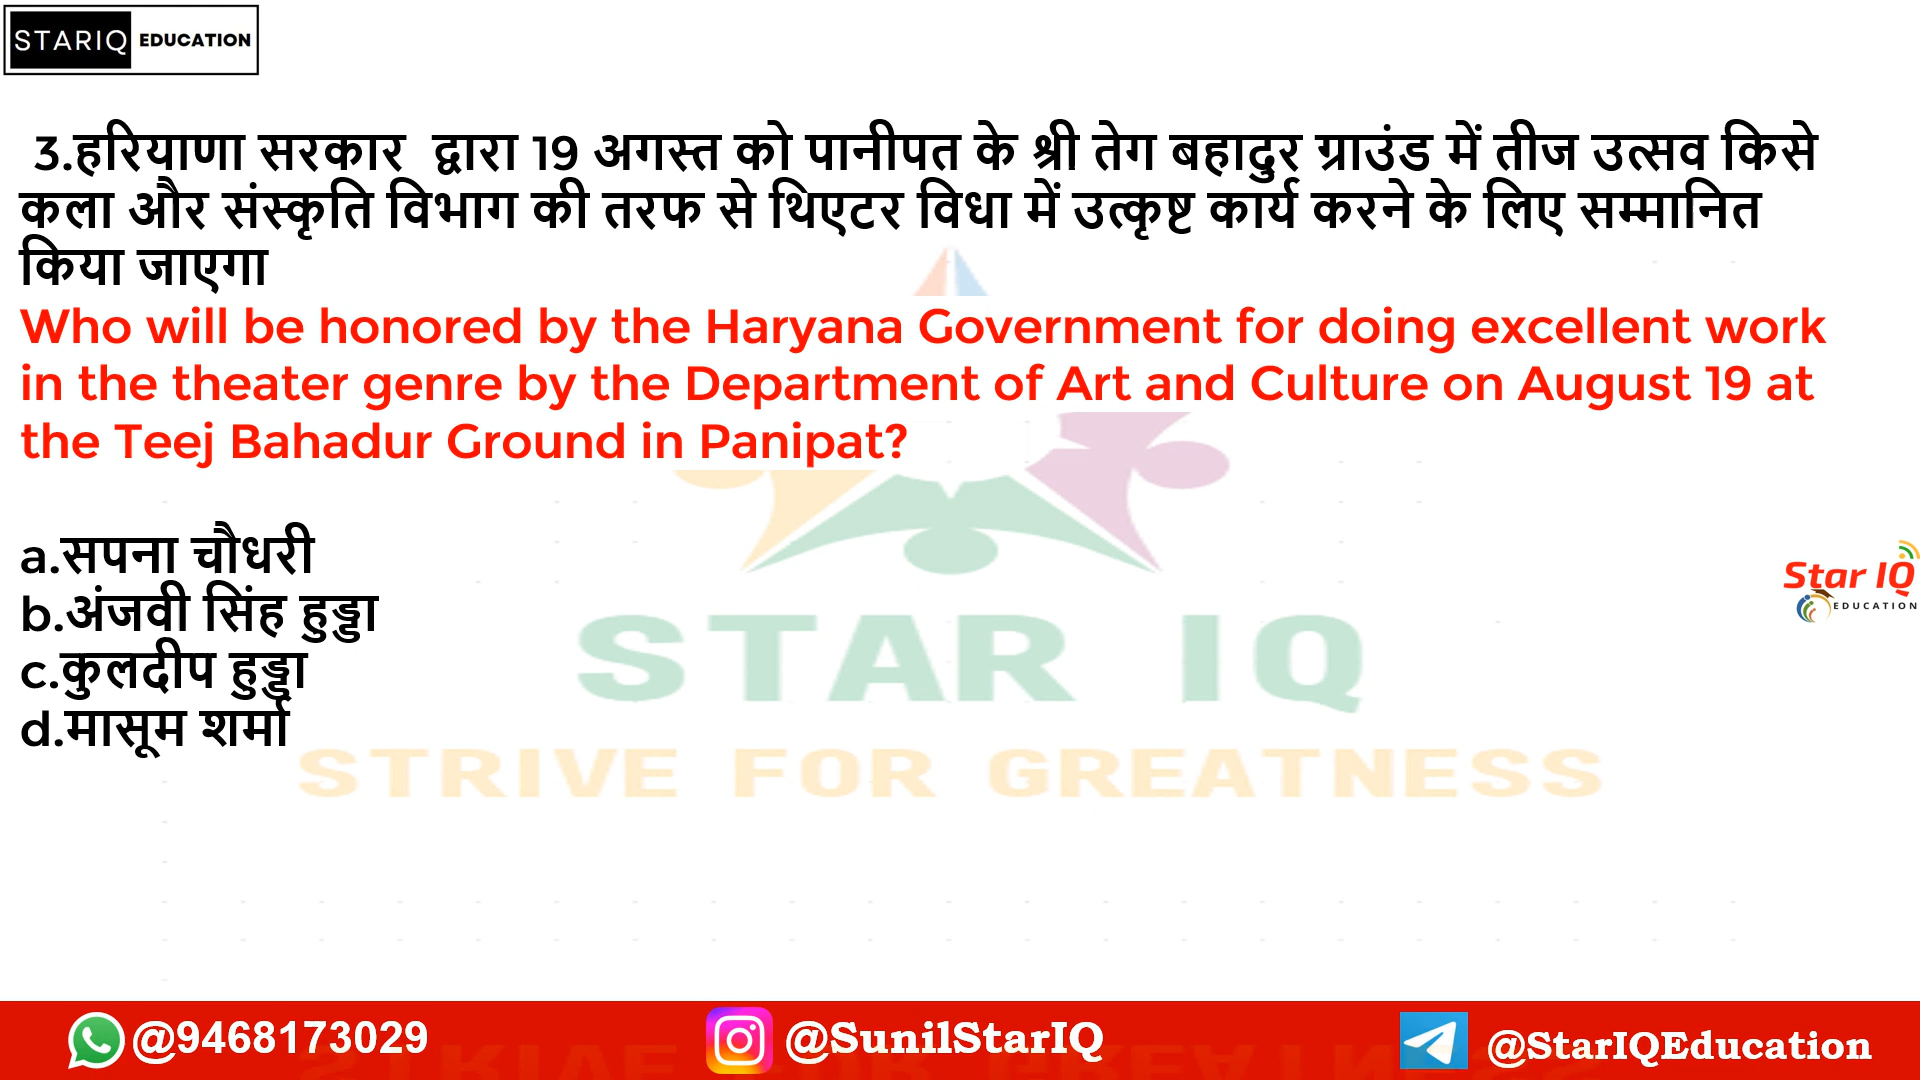 STARIQ EDUCATION
3.हरियाणा सरकार द्वारा 19 अगस्त को पानीपत के श्री तेग बहादुर ग्राउंड में तीज उत्सव किसे
कला और संस्कृति विभाग की तरफ से थिएटर विधा में उत्कृष्ट कार्य करने के लिए सम्मानित
किया जाएगा
Who will be honored by the Haryana Government for doing excellent work
in the theater genre by the Department of Art and Culture on August 19 at
the Teej Bahadur Ground in Panipat?
a.सपना चौधरी
b.अंजवी सिंह हुड्डा
c.कुलदीप हुड्डा
d.मासूम शर्मा
Star IQ
EDUCATION
STAR IQ
STRIVE FOR GREATNESS
@9468173029
@SunilStarIQ
@StarIQEducation